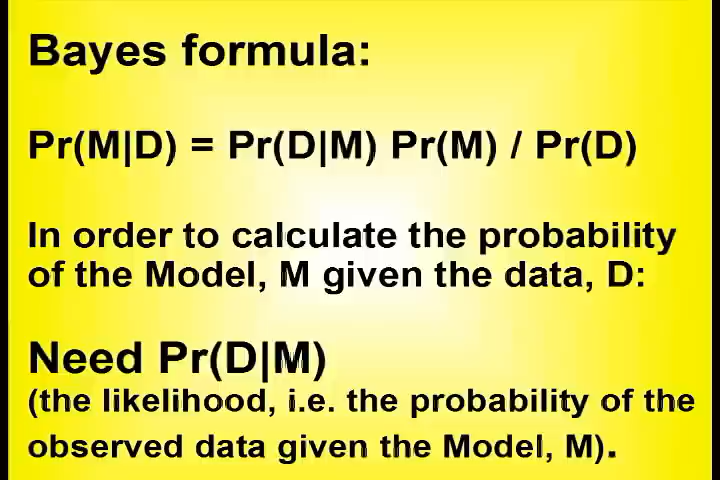 Bayes formula:
Pr(M|D) = Pr(D|M) Pr(M) / Pr(D)
In order to calculate the probability
of the Model, M given the data, D:
Need Pr(D|M)
(the likelihood, i.e. the probability of the
observed data given the Model, M).